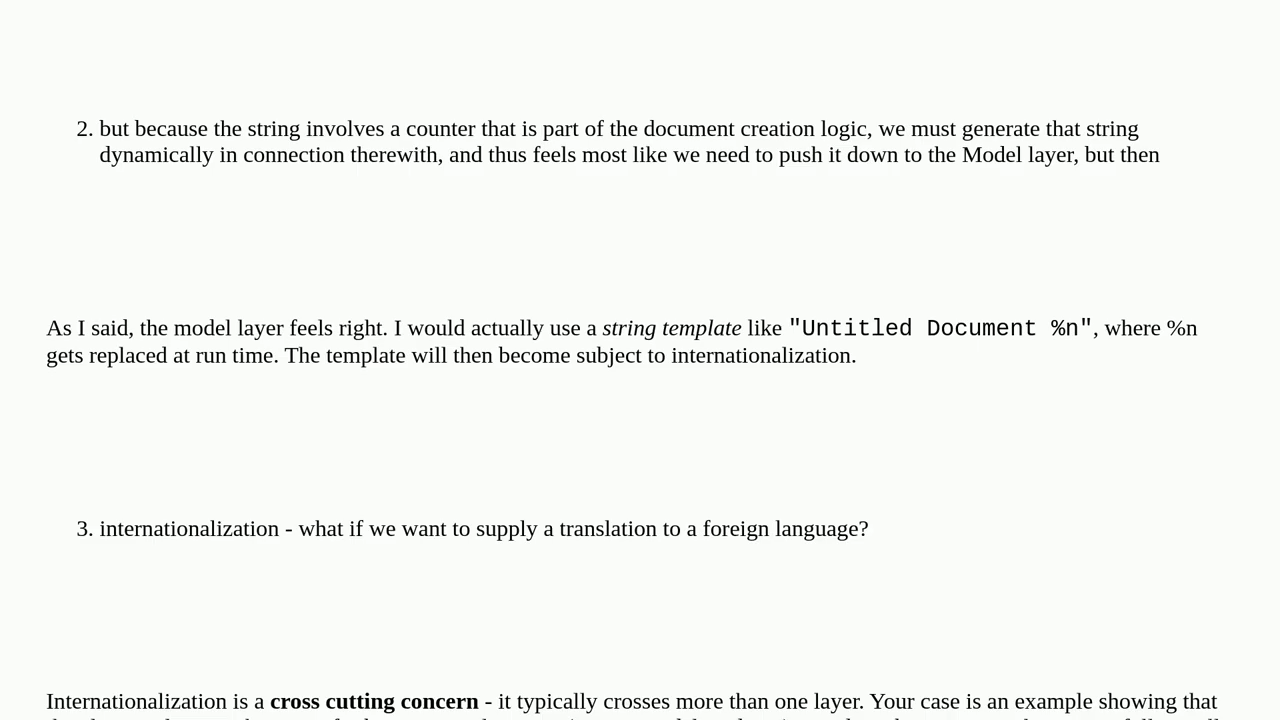 2. but because the string involves a counter that is part of the document creation logic, we must generate that string
dynamically in connection therewith, and thus feels most like we need to push it down to the Model layer, but then
As I said, the model layer feels right. I would actually use a string template like "Untitled Document %n", where %n
gets replaced at run time. The template will then become subject to internationalization.
3. internationalization - what if we want to supply a translation to a foreign language?
Internationalization is a cross cutting concern - it typically crosses more than one layer. Your case is an example showing that